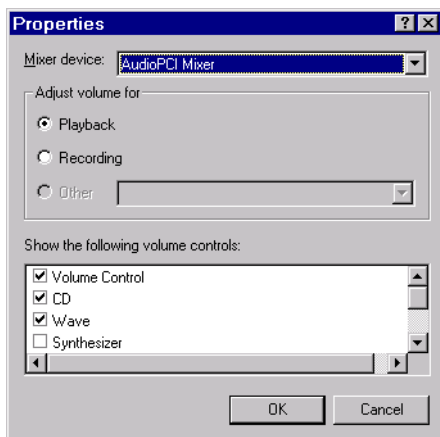 Properties
Mixer device: AudioPCI Mixer
Adjust volume for
Playback
Recording
Other
Show the following volume controls:
Volume Control
CD
Wave
Synthesizer
OK Cancel